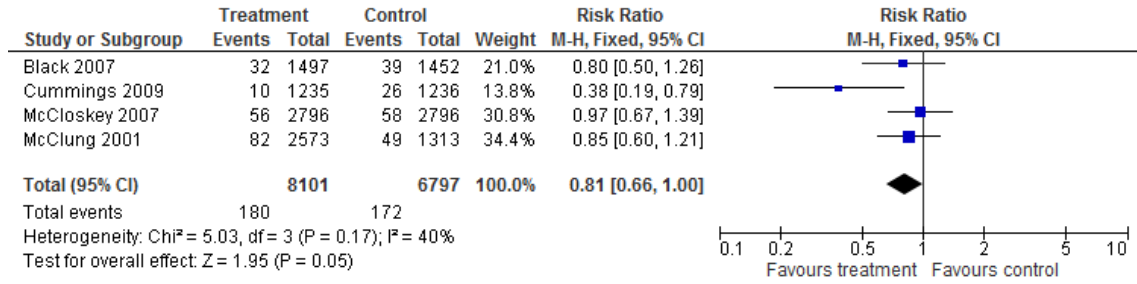 Treatment Control Risk Ratio Risk Ratio
Study or Subgroup Events Total Events Total Weight M-H, Fixed, 95% CI M-H, Fixed, 95% CI
Black 2007 32 1497 39 1452 21.0% 0.80 [0.50, 1.26]
Cummings 2009 10 1235 26 1236 13.8% 0.38 [0.19, 0.79]
McCloskey 2007 56 2796 58 2796 30.8% 0.97 [0.67, 1.39]
McClung 2001 82 2573 49 1313 34.4% 0.85 [0.60, 1.21]
Total (95% CI) 8101 6797 100.0% 0.81 [0.66, 1.00]
Total events 180 172
Heterogeneity: Chi² = 5.03, df = 3 (P = 0.17); I² = 40%
Test for overall effect: Z = 1.95 (P = 0.05)
0.1 0.2 0.5 1 2 5 10
Favours treatment Favours control